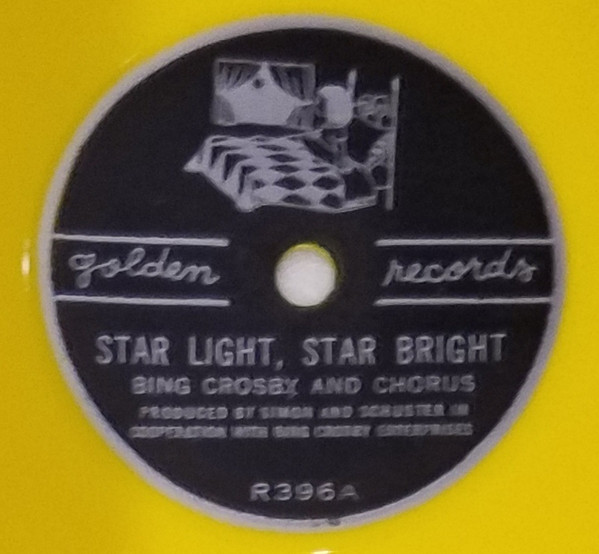 golden records
STAR LIGHT, STAR BRIGHT
BING CROSBY AND CHORUS
PRODUCED BY SIMON AND SCHUSTER IN
COOPERATION WITH BING CROSBY ENTERPRISES
R396A